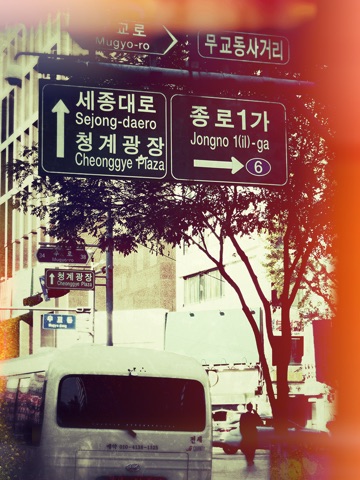 교로
Mugyo-ro
무교동사거리
세종대로
Sejong-daero
청계광장
Cheonggye Plaza
종로1가
Jongno 1(il)-ga
6
청계광장
Cheonggye Plaza